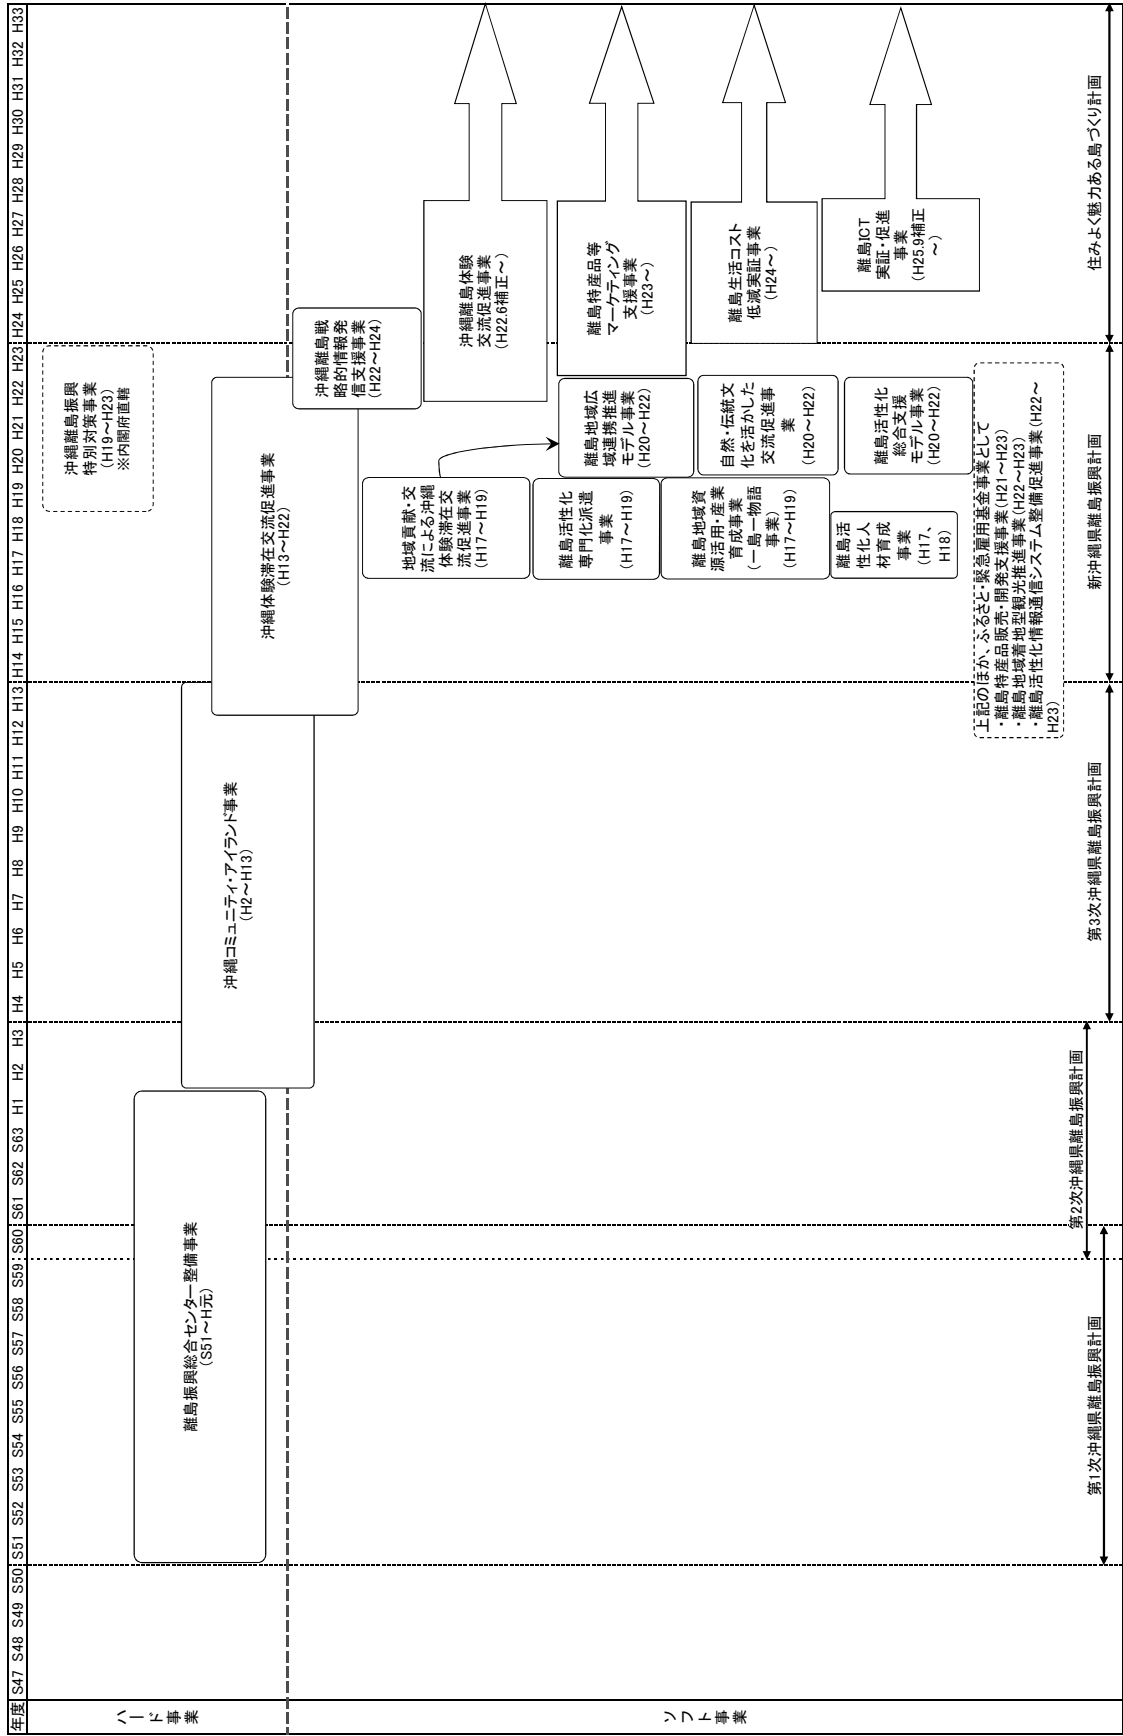 年度 S47 S48 S49 S50 S51 S52 S53 S54 S55 S56 S57 S58 S59 S60 S61 S62 S63 H1 H2 H3 H4 H5 H6 H7 H8 H9 H10 H11 H12 H13 H14 H15 H16 H17 H18 H19 H20 H21 H22 H23 H24 H25 H26 H27 H28 H29 H30 H31 H32 H33
ハード事業
離島振興総合センター整備事業
(S51~H元)
沖縄コミュニティ・アイランド事業
(H2~H13)
沖縄体験滞在交流促進事業
(H13~H22)
沖縄離島振興
特別対策事業
(H19~H23)
※内閣府直轄
ソフト事業
沖縄離島戦
略的情報発
信支援事業
(H22~H24)
地域貢献・交
流による沖縄
体験滞在交
流促進事業
(H17~H19)
沖縄離島体験
交流促進事業
(H22.6補正~)
離島活性化
専門化派遣
事業
(H17~H19)
離島地域広
域連携推進
モデル事業
(H20~H22)
離島特産品等
マーケティング
支援事業
(H23~)
離島地域資
源活用・産業
育成事業
(一島一物語
事業)
(H17~H19)
自然・伝統文
化を活かした
交流促進事
業
(H20~H22)
離島生活コスト
低減実証事業
(H24~)
離島活
性化人
材育成
事業
(H17、
H18)
離島活性化
総合支援
モデル事業
(H20~H22)
離島ICT
実証・促進
事業
(H25.9補正
~)
上記のほか、ふるさと・緊急雇用基金事業として
・離島特産品販売・開発支援事業(H21~H23)
・離島地域着地型観光推進事業(H22~H23)
・離島活性化情報通信システム整備促進事業(H22~
H23)
第1次沖縄県離島振興計画
第2次沖縄県離島振興計画
第3次沖縄県離島振興計画
新沖縄県離島振興計画
住みよく魅力ある島づくり計画